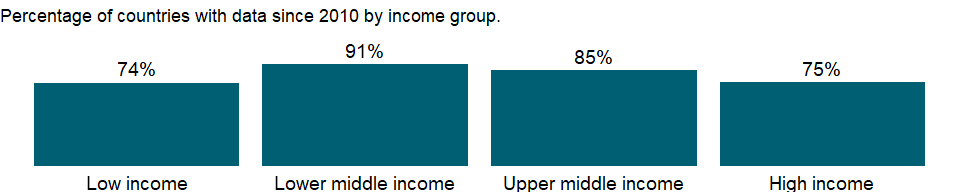 Percentage of countries with data since 2010 by income group.
74%
91%
85%
75%
Low income
Lower middle income
Upper middle income
High income